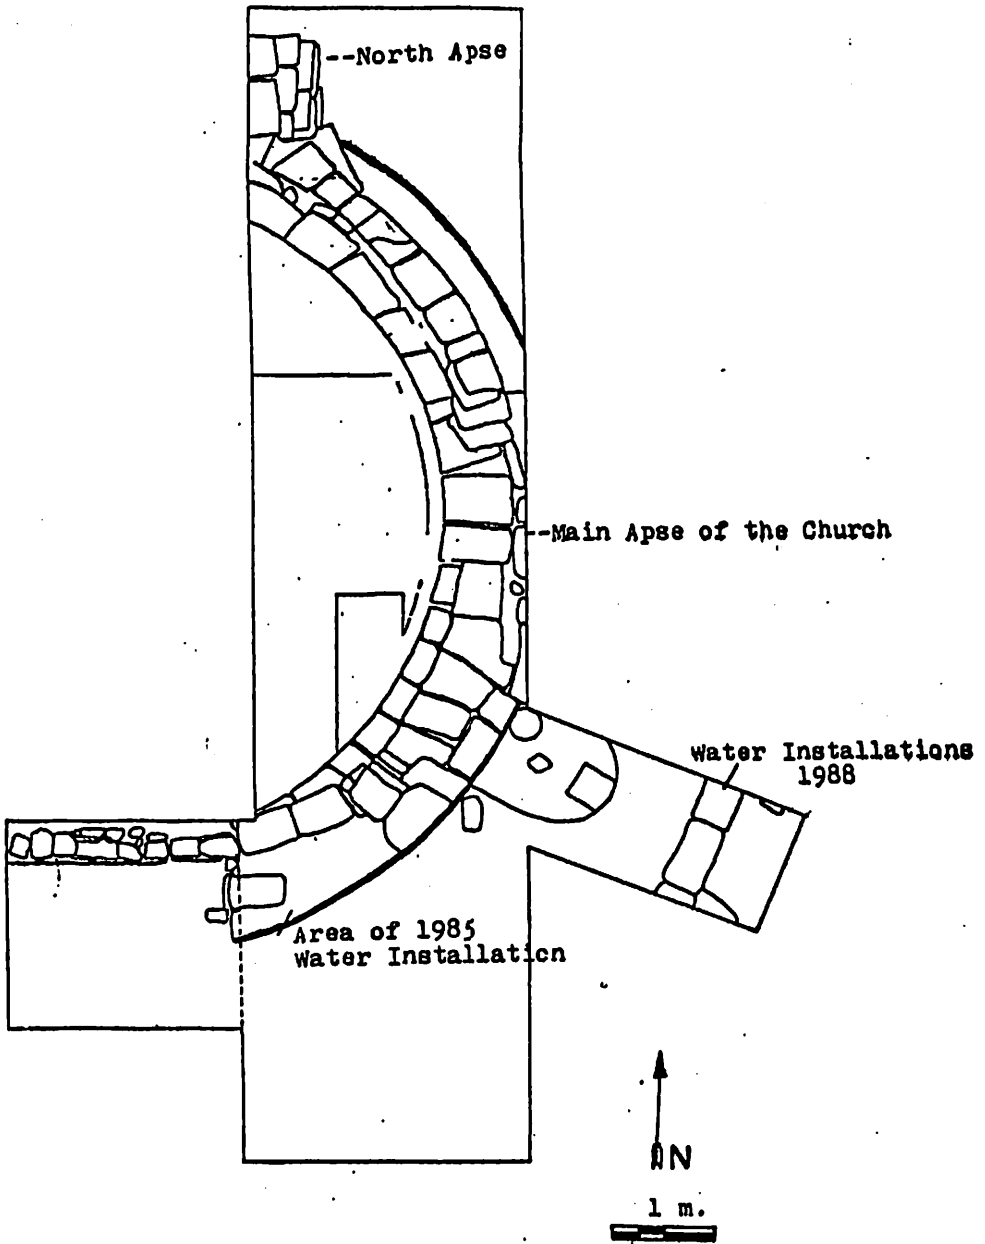 --North Apse
--Main Apse of the Church
Water Installations
1988
Area of 1985
Water Installation
N
1 m.